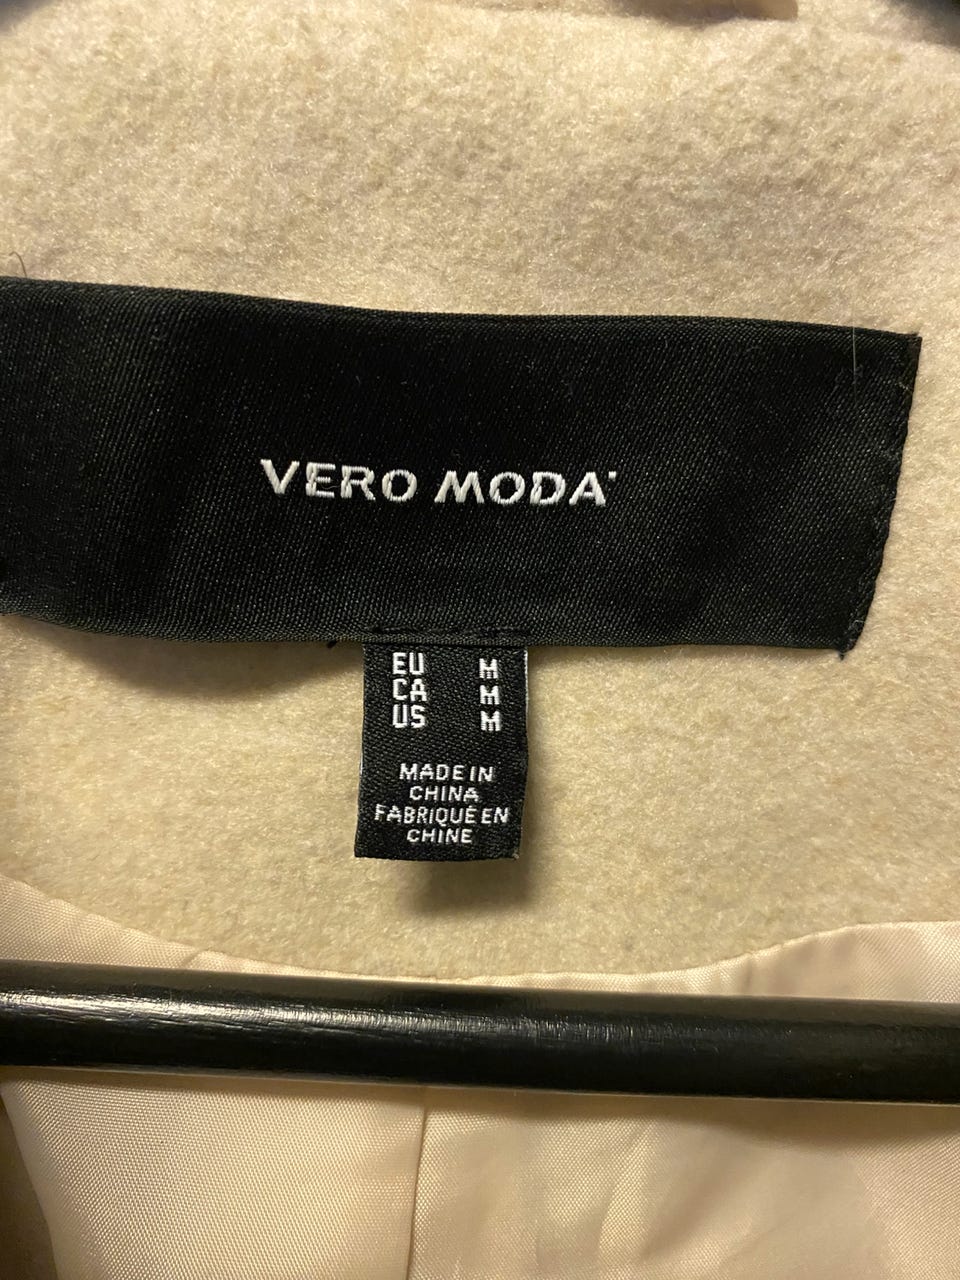 VERO MODA
EU M
CA M
US M
MADE IN
CHINA
FABRIQUÉ EN
CHINE